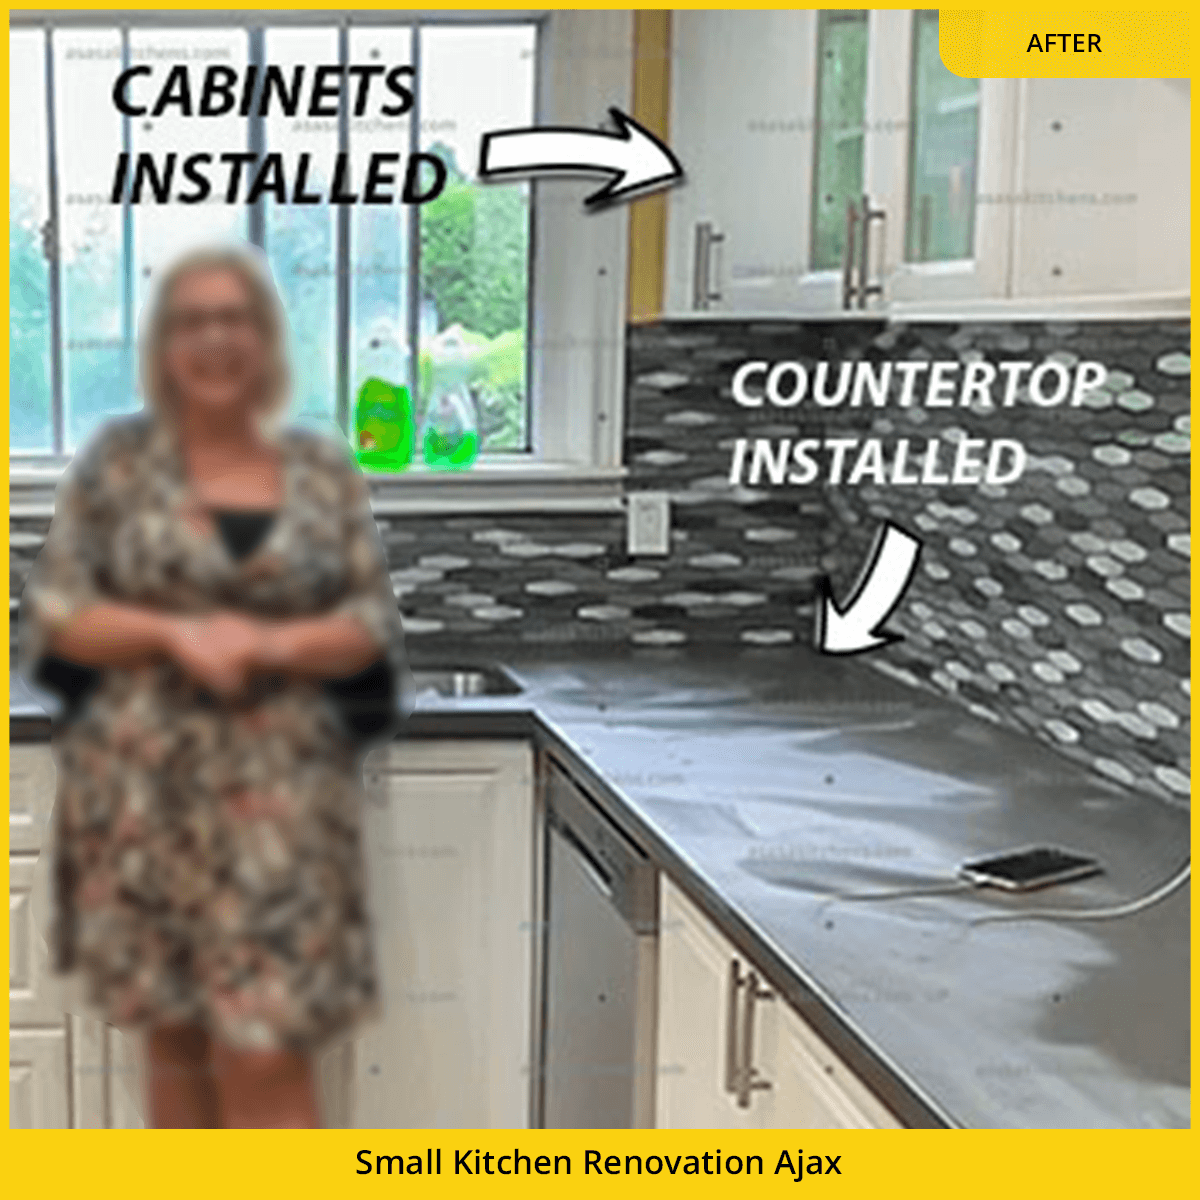 AFTER
CABINETS
INSTALLED
COUNTERTOP
INSTALLED
Small Kitchen Renovation Ajax